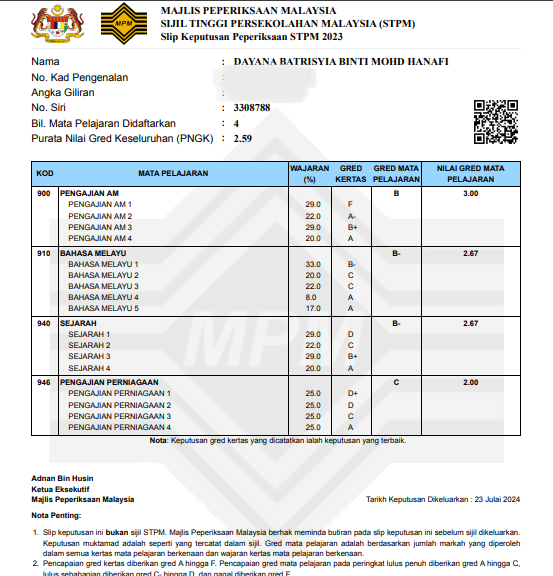 MAJLIS PEPERIKSAAN MALAYSIA
SIJIL TINGGI PERSEKOLAHAN MALAYSIA (STPM)
Slip Keputusan Peperiksaan STPM 2023
MPM
Nama : DAYANA BATRISYIA BINTI MOHD HANAFI
No. Kad Pengenalan :
Angka Giliran :
No. Siri : 3308788
Bil. Mata Pelajaran Didaftarkan : 4
Purata Nilai Gred Keseluruhan (PNGK) : 2.59
KOD MATA PELAJARAN WAJARAN (%) GRED KERTAS GRED MATA PELAJARAN NILAI GRED MATA PELAJARAN
900 PENGAJIAN AM B 3.00
PENGAJIAN AM 1 29.0 F
PENGAJIAN AM 2 22.0 A-
PENGAJIAN AM 3 29.0 B+
PENGAJIAN AM 4 20.0 A
910 BAHASA MELAYU B- 2.67
BAHASA MELAYU 1 33.0 B-
BAHASA MELAYU 2 20.0 C
BAHASA MELAYU 3 22.0 C
BAHASA MELAYU 4 8.0 A
BAHASA MELAYU 5 17.0 A
940 SEJARAH B- 2.67
SEJARAH 1 29.0 D
SEJARAH 2 22.0 C
SEJARAH 3 29.0 B+
SEJARAH 4 20.0 A
946 PENGAJIAN PERNIAGAAN C 2.00
PENGAJIAN PERNIAGAAN 1 25.0 D+
PENGAJIAN PERNIAGAAN 2 25.0 D
PENGAJIAN PERNIAGAAN 3 25.0 C
PENGAJIAN PERNIAGAAN 4 25.0 A
Nota: Keputusan gred kertas yang dicatatkan ialah keputusan yang terbaik.
Adnan Bin Husin
Ketua Eksekutif
Majlis Peperiksaan Malaysia Tarikh Keputusan Dikeluarkan : 23 Julai 2024
Nota Penting:
1. Slip keputusan ini bukan sijil STPM. Majlis Peperiksaan Malaysia berhak meminda butiran pada slip keputusan ini sebelum sijil dikeluarkan.
Keputusan muktamad adalah seperti yang tercatat dalam sijil. Gred mata pelajaran adalah berdasarkan jumlah markah yang diperoleh
dalam semua kertas mata pelajaran berkenaan dan wajaran kertas mata pelajaran berkenaan.
2. Pencapaian gred kertas diberikan gred A hingga F. Pencapaian gred mata pelajaran pada peringkat lulus penuh diberikan gred A hingga C,
lulus sebahagian diberikan gred C- hingga D, dan gagal diberikan gred F.